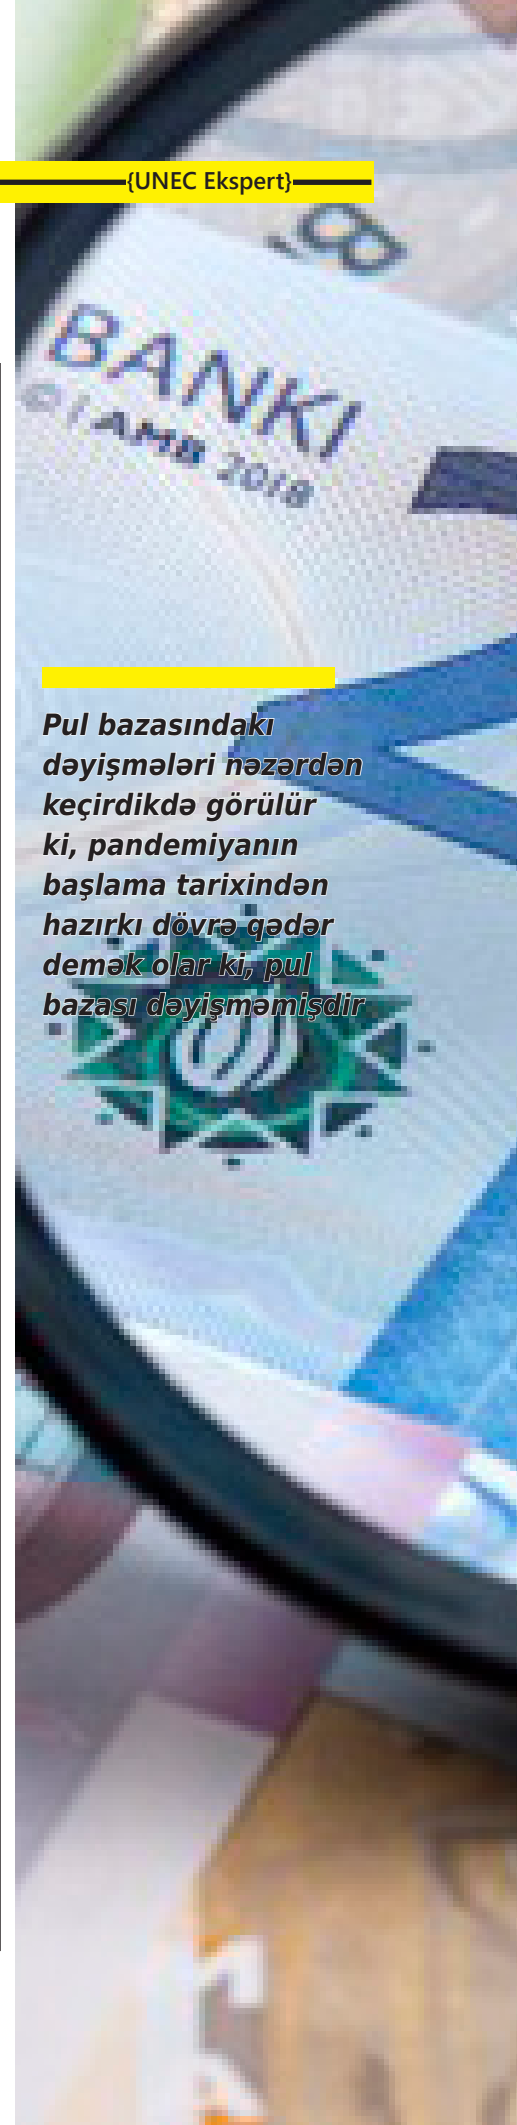 {UNEC Ekspert}
BANKI
© | AMB 2018
Pul bazasındakı
dəyişmələri nəzərdən
keçirdikdə görülür
ki, pandemiyanın
başlama tarixindən
hazırkı dövrə qədər
demək olar ki, pul
bazası dəyişməmişdir